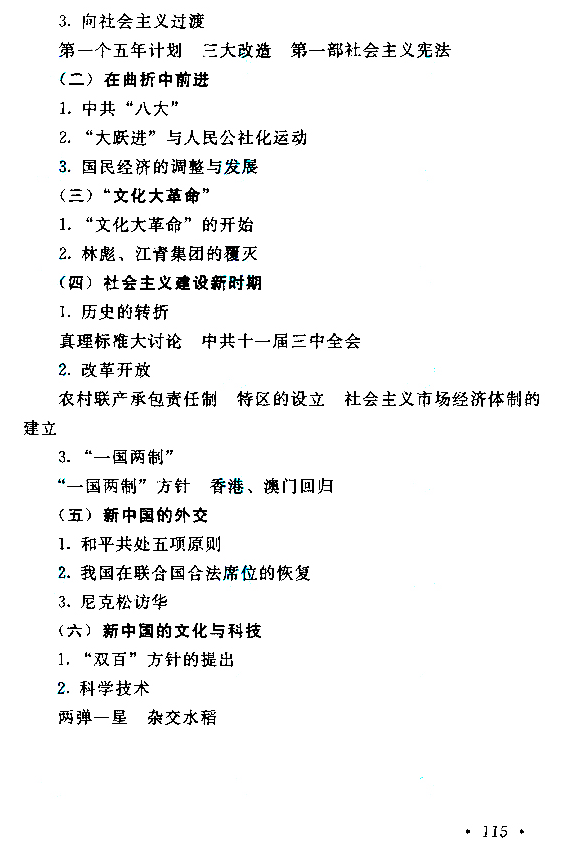 3. 向社会主义过渡
第一个五年计划 三大改造 第一部社会主义宪法
（二）在曲折中前进
1. 中共“八大”
2. “大跃进”与人民公社化运动
3. 国民经济的调整与发展
（三）“文化大革命”
1. “文化大革命”的开始
2. 林彪、江青集团的覆灭
（四）社会主义建设新时期
1. 历史的转折
真理标准大讨论 中共十一届三中全会
2. 改革开放
农村联产承包责任制 特区的设立 社会主义市场经济体制的
建立
3. “一国两制”
“一国两制”方针 香港、澳门回归
（五）新中国的外交
1. 和平共处五项原则
2. 我国在联合国合法席位的恢复
3. 尼克松访华
（六）新中国的文化与科技
1. “双百”方针的提出
2. 科学技术
两弹一星 杂交水稻
• 115 •